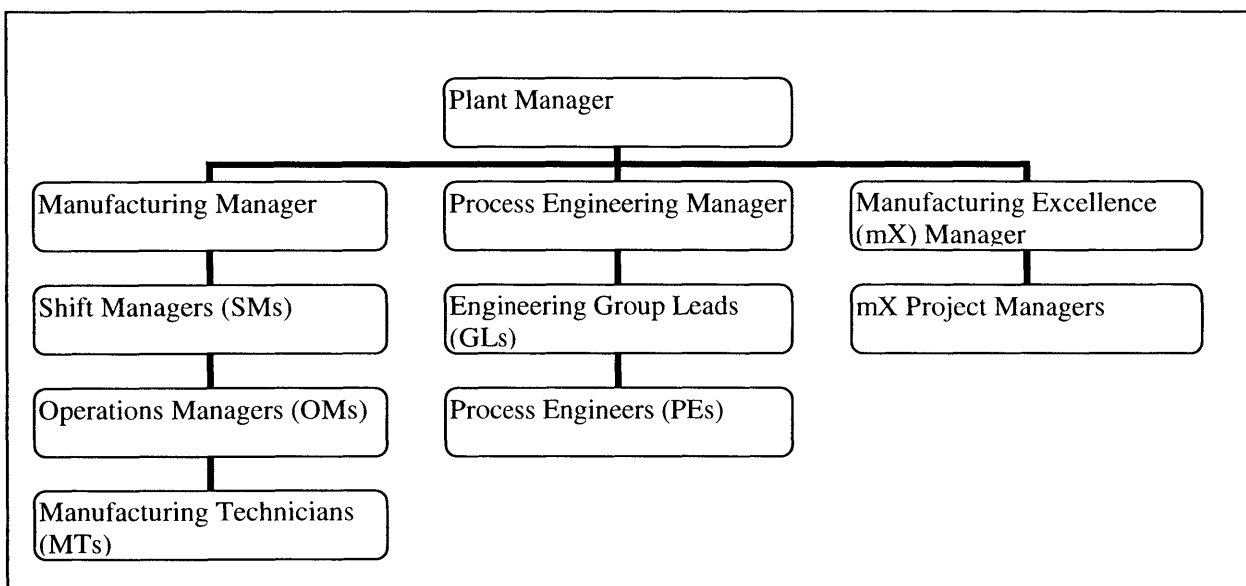 Plant Manager
Manufacturing Manager
Process Engineering Manager
Manufacturing Excellence
(mX) Manager
Shift Managers (SMs)
Engineering Group Leads
(GLs)
mX Project Managers
Operations Managers (OMs)
Process Engineers (PEs)
Manufacturing Technicians
(MTs)